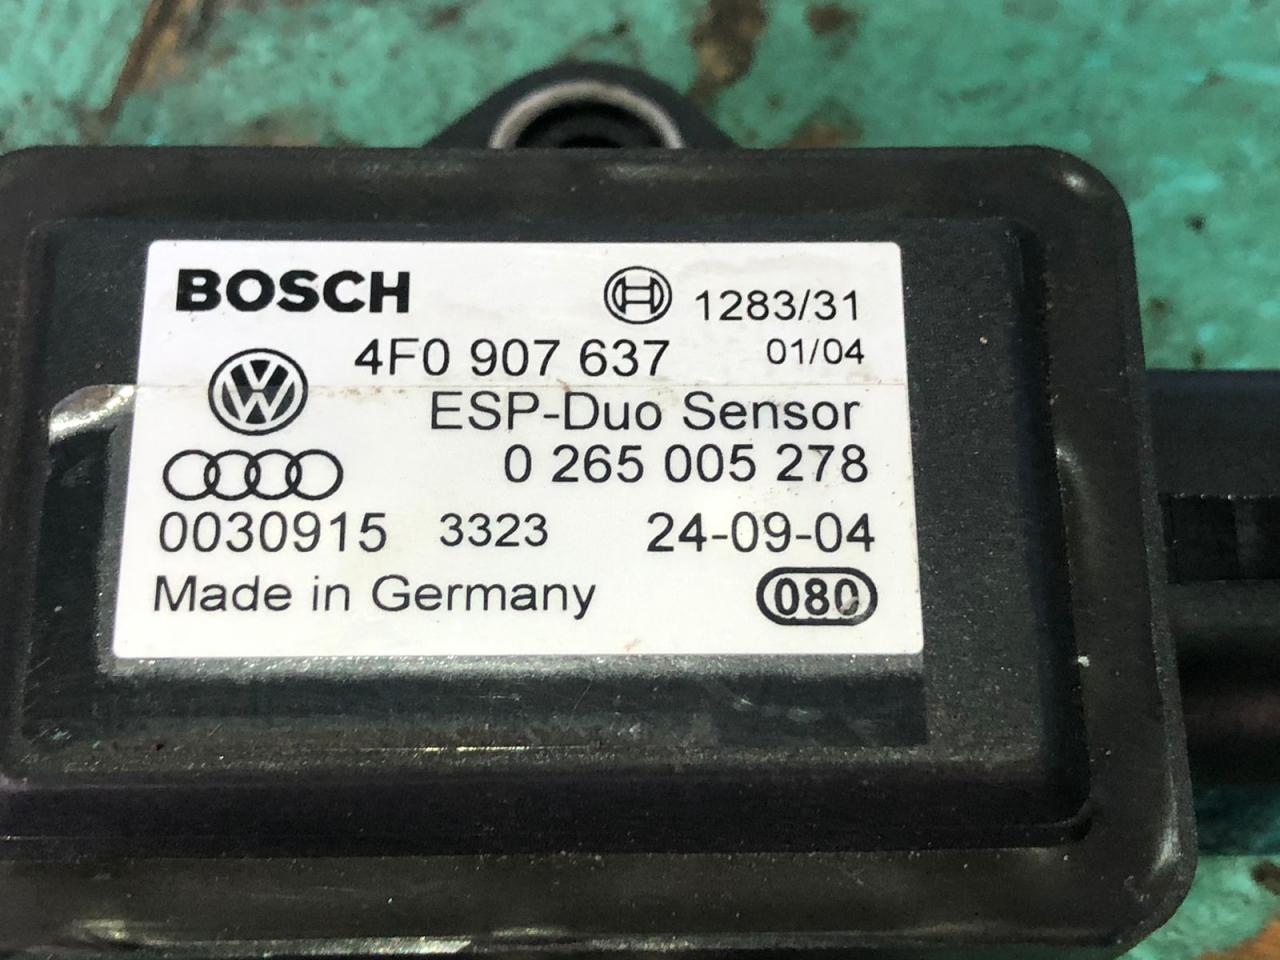 BOSCH 1283/31
4F0 907 637 01/04
ESP-Duo Sensor
0 265 005 278
0030915 3323 24-09-04
Made in Germany 080